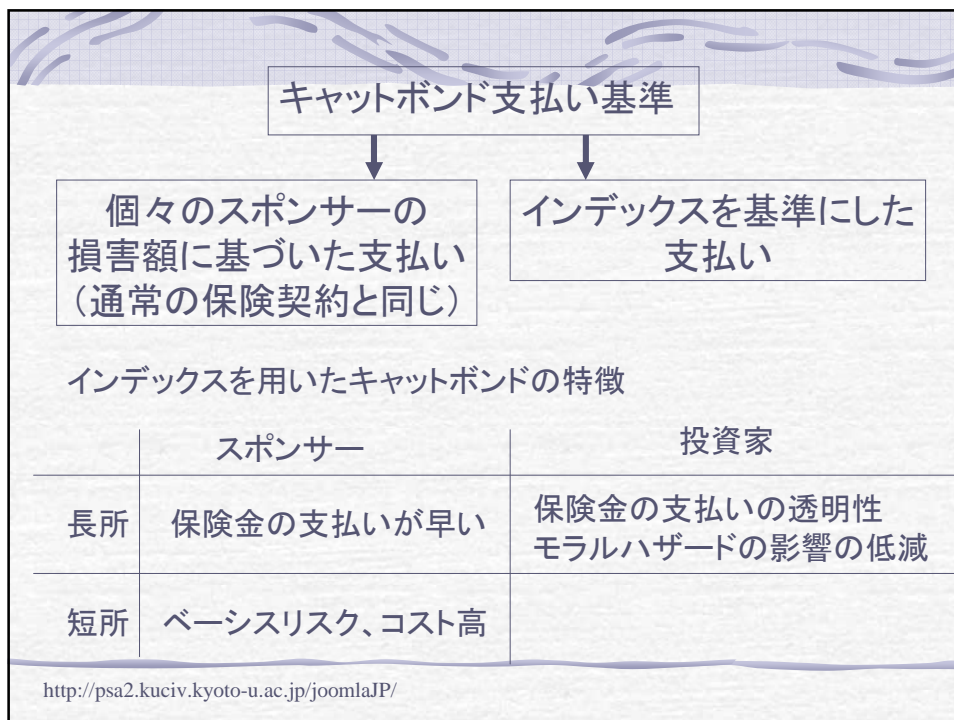 キャットボンド支払い基準
個々のスポンサーの
損害額に基づいた支払い
（通常の保険契約と同じ）
インデックスを基準にした
支払い
インデックスを用いたキャットボンドの特徴
スポンサー
投資家
長所
保険金の支払いが早い
保険金の支払いの透明性
モラルハザードの影響の低減
短所
ベーシスリスク、コスト高
http://psa2.kuciv.kyoto-u.ac.jp/joomlaJP/